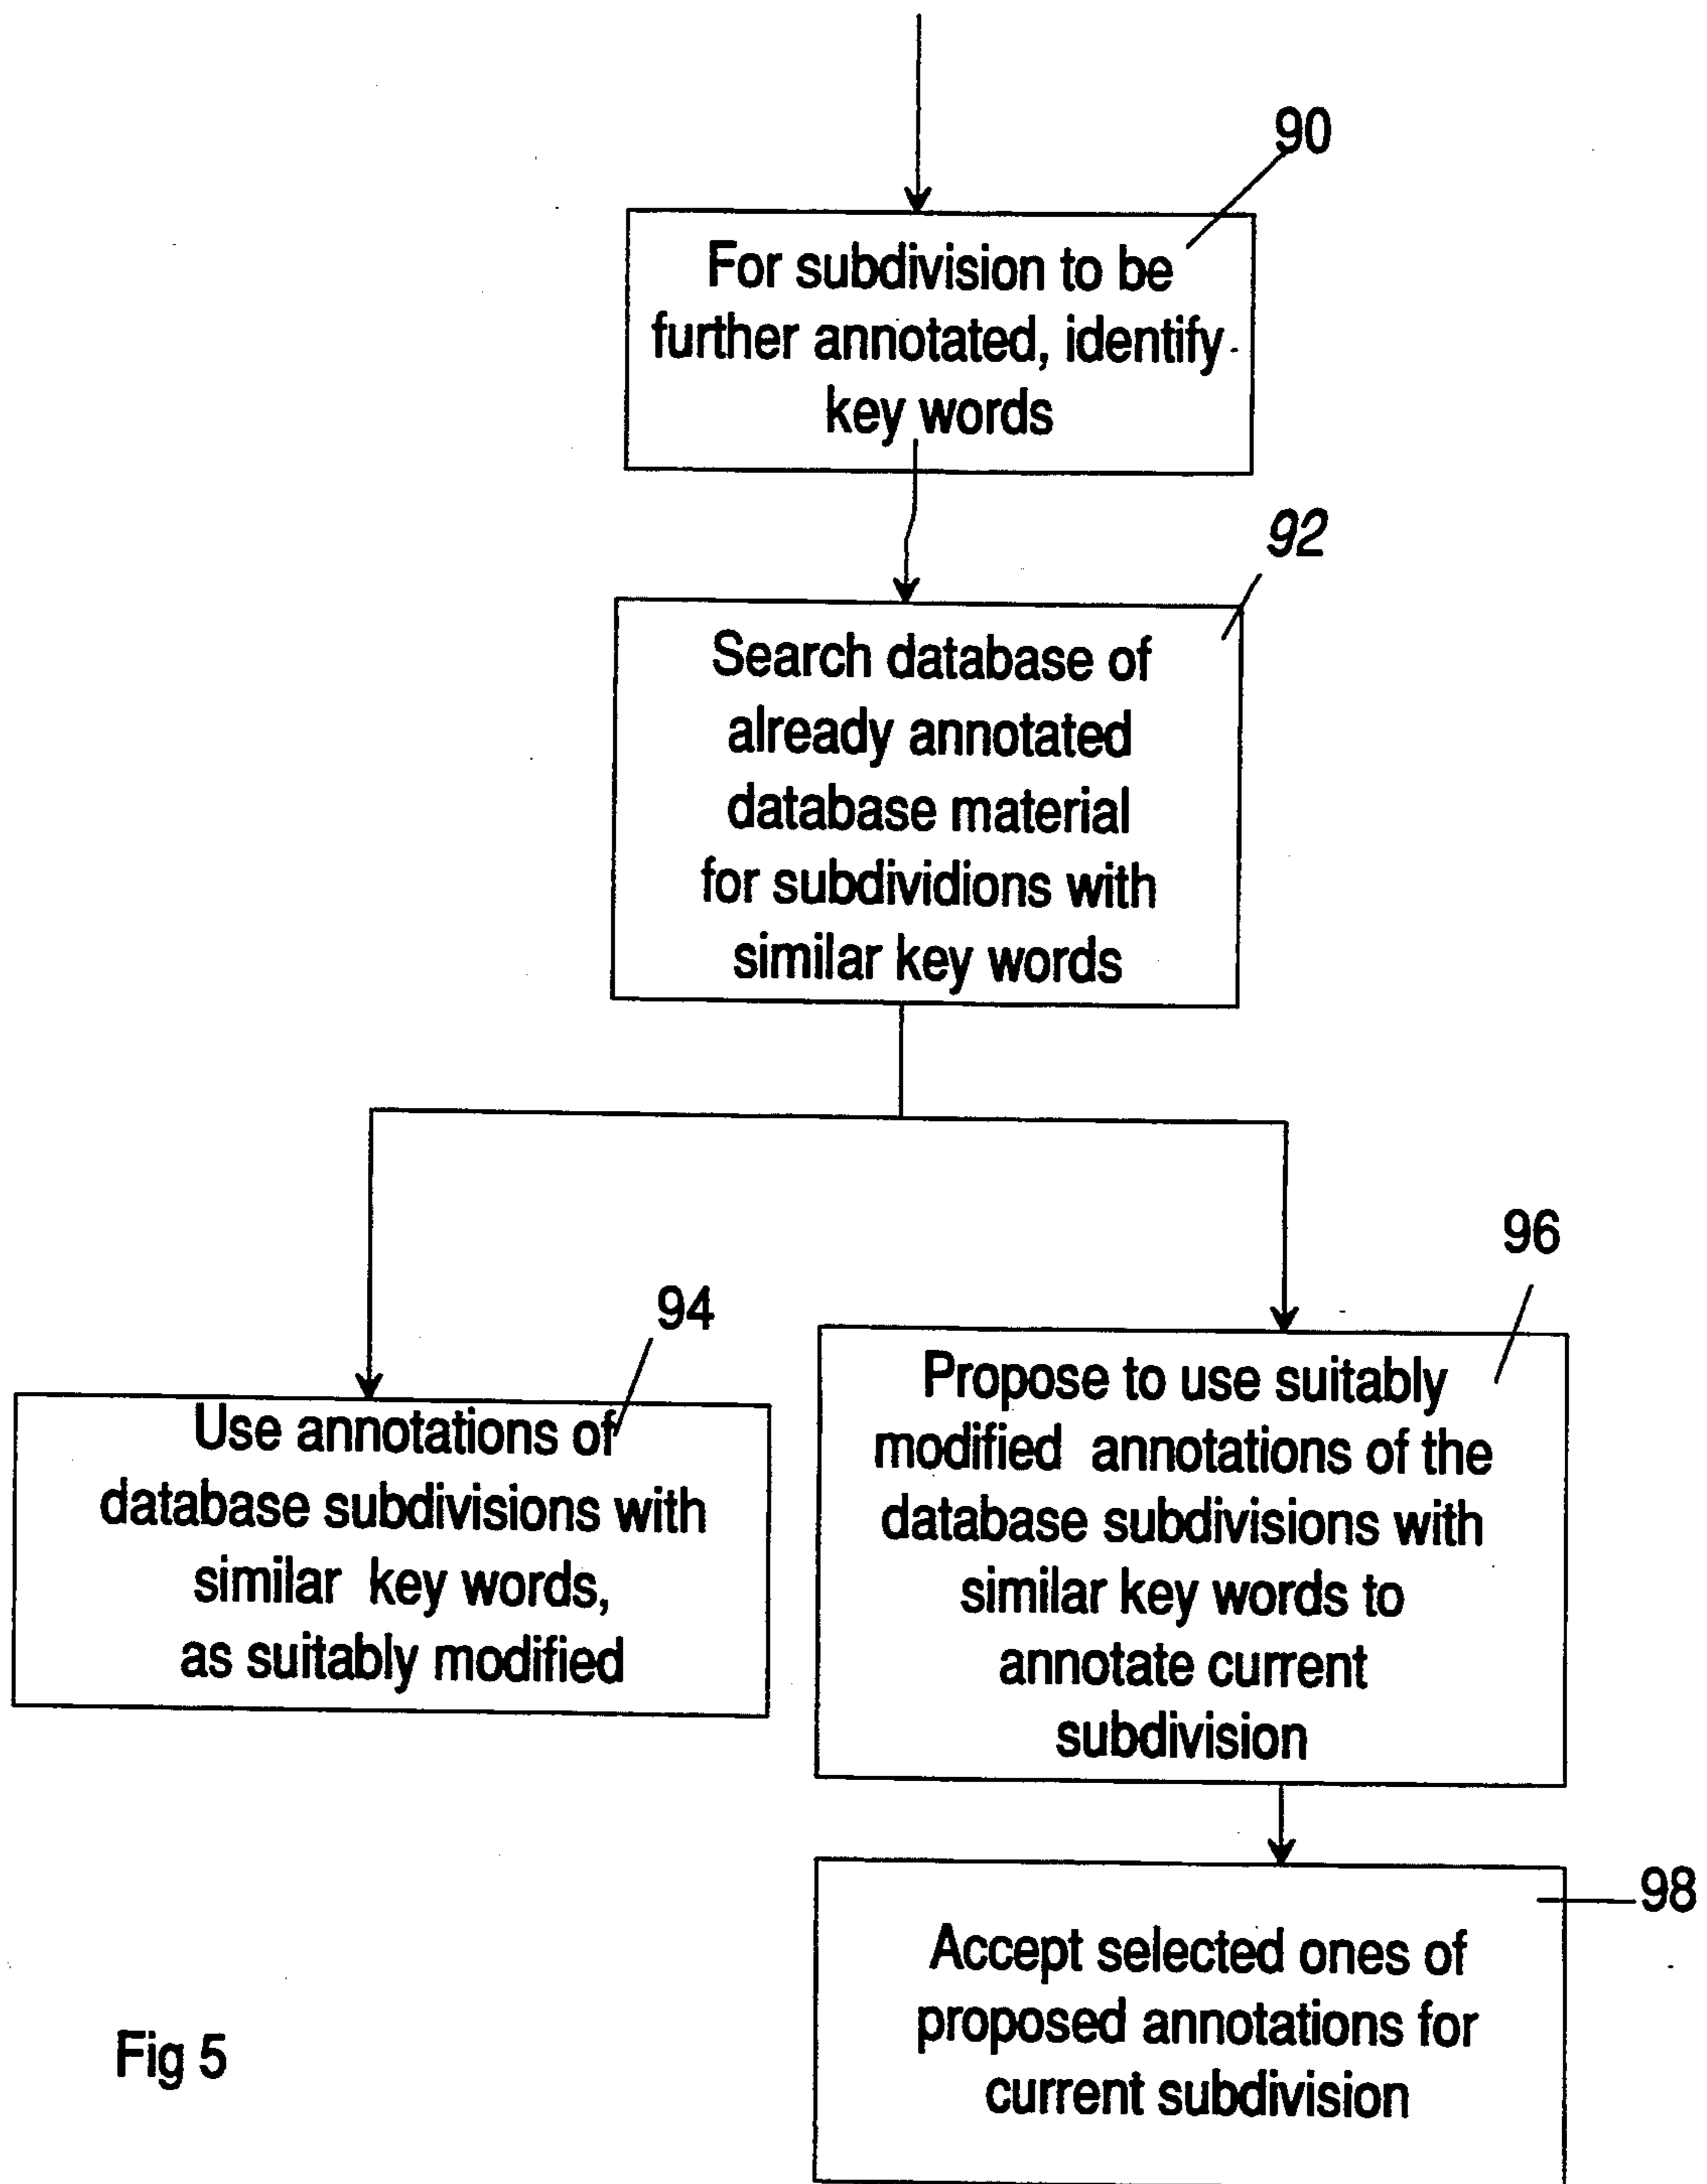 90
For subdivision to be
further annotated, identify
key words
92
Search database of
already annotated
database material
for subdividions with
similar key words
94
Use annotations of
database subdivisions with
similar key words,
as suitably modified
96
Propose to use suitably
modified annotations of the
database subdivisions with
similar key words to
annotate current
subdivision
98
Accept selected ones of
proposed annotations for
current subdivision
Fig 5